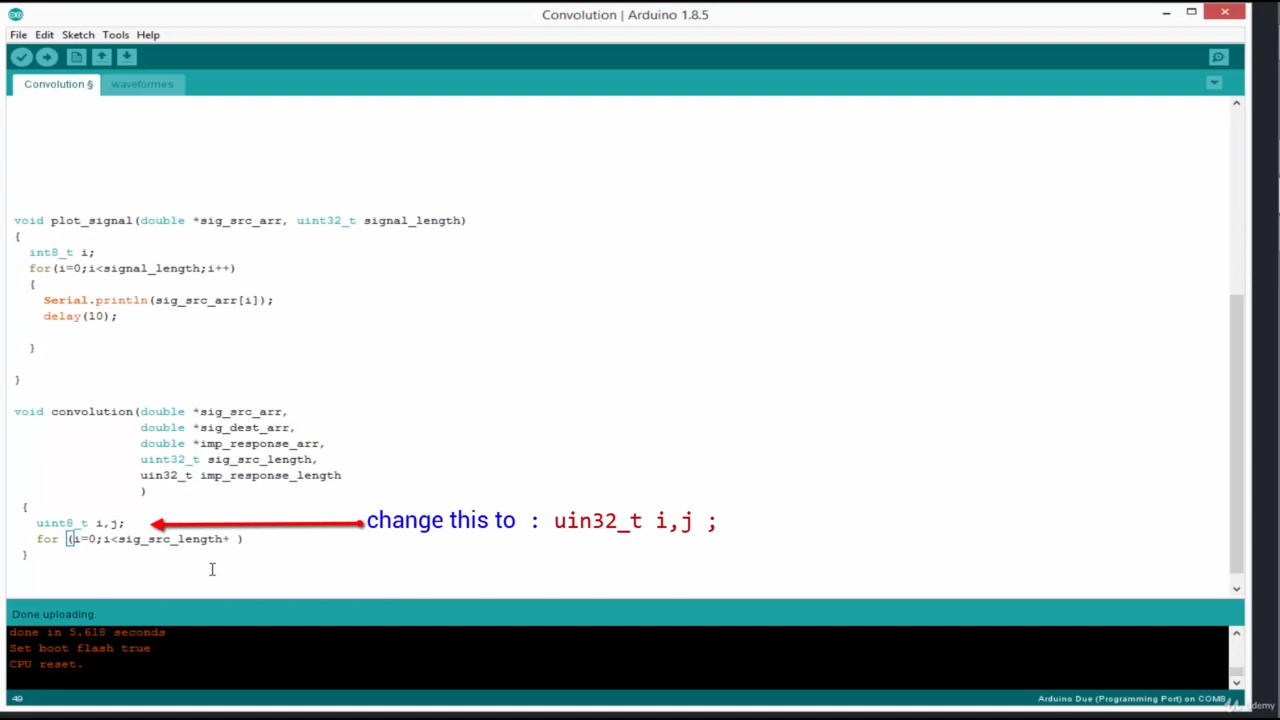 Convolution | Arduino 1.8.5
File Edit Sketch Tools Help
Convolution § waveformes
void plot_signal(double *sig_src_arr, uint32_t signal_length)
{
int8_t i;
for(i=0;i<signal_length;i++)
{
Serial.println(sig_src_arr[i]);
delay(10);
}
}
void convolution(double *sig_src_arr,
double *sig_dest_arr,
double *imp_response_arr,
uint32_t sig_src_length,
uin32_t imp_response_length
)
{
uint8_t i,j;
change this to : uin32_t i,j ;
for (i=0;i<sig_src_length+ )
}
Done uploading.
done in 5.618 seconds
Set boot flash true
CPU reset.
49
Arduino Due (Programming Port) on COM8